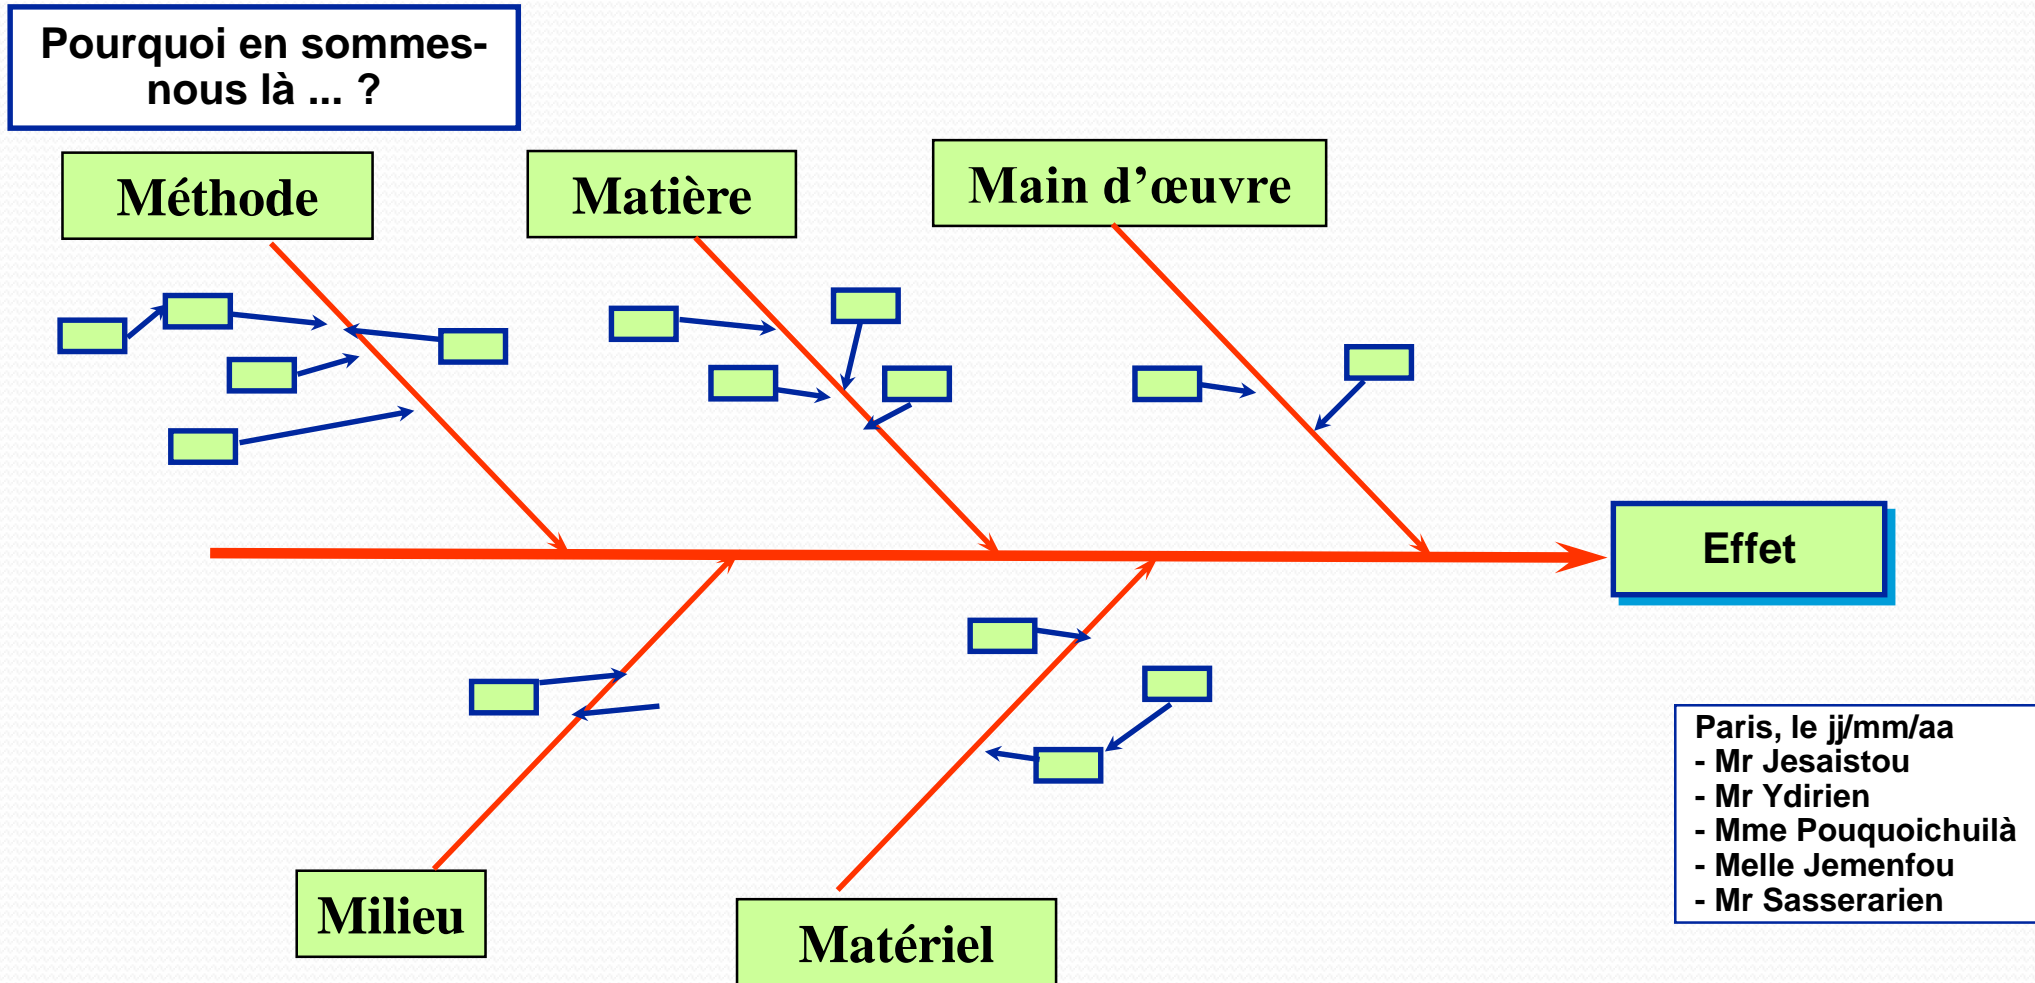 Pourquoi en sommes-
nous là ... ?
Méthode
Matière
Main d’œuvre
Effet
Milieu
Matériel
Paris, le jj/mm/aa
- Mr Jesaistou
- Mr Ydirien
- Mme Pouquoichuilà
- Melle Jemenfou
- Mr Sasserarien